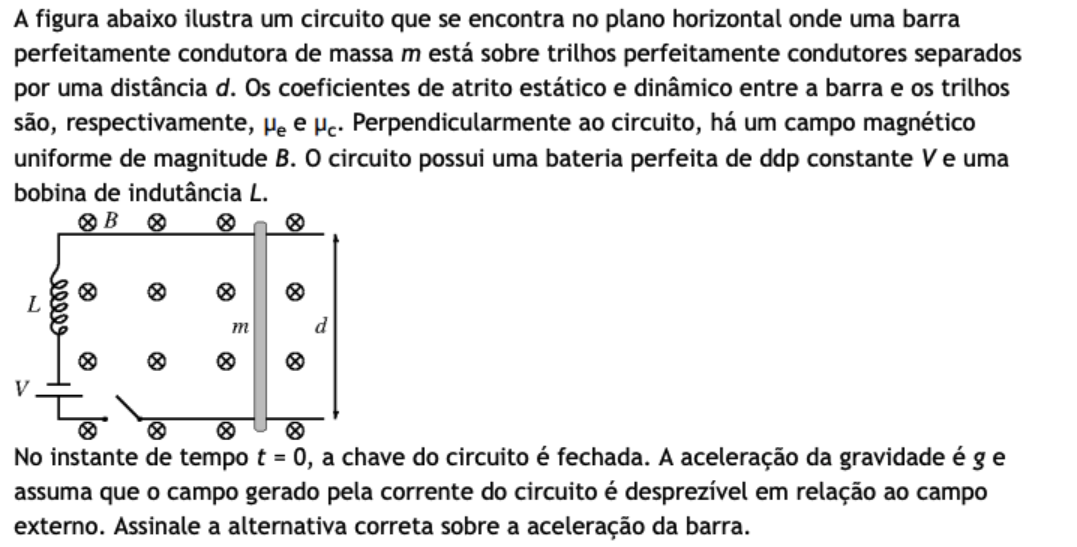 A figura abaixo ilustra um circuito que se encontra no plano horizontal onde uma barra
perfeitamente condutora de massa m está sobre trilhos perfeitamente condutores separados
por uma distância d. Os coeficientes de atrito estático e dinâmico entre a barra e os trilhos
são, respectivamente, μe e μc. Perpendicularmente ao circuito, há um campo magnético
uniforme de magnitude B. O circuito possui uma bateria perfeita de ddp constante V e uma
bobina de indutância L.
B
L
m
d
V
No instante de tempo t = 0, a chave do circuito é fechada. A aceleração da gravidade é g e
assuma que o campo gerado pela corrente do circuito é desprezível em relação ao campo
externo. Assinale a alternativa correta sobre a aceleração da barra.